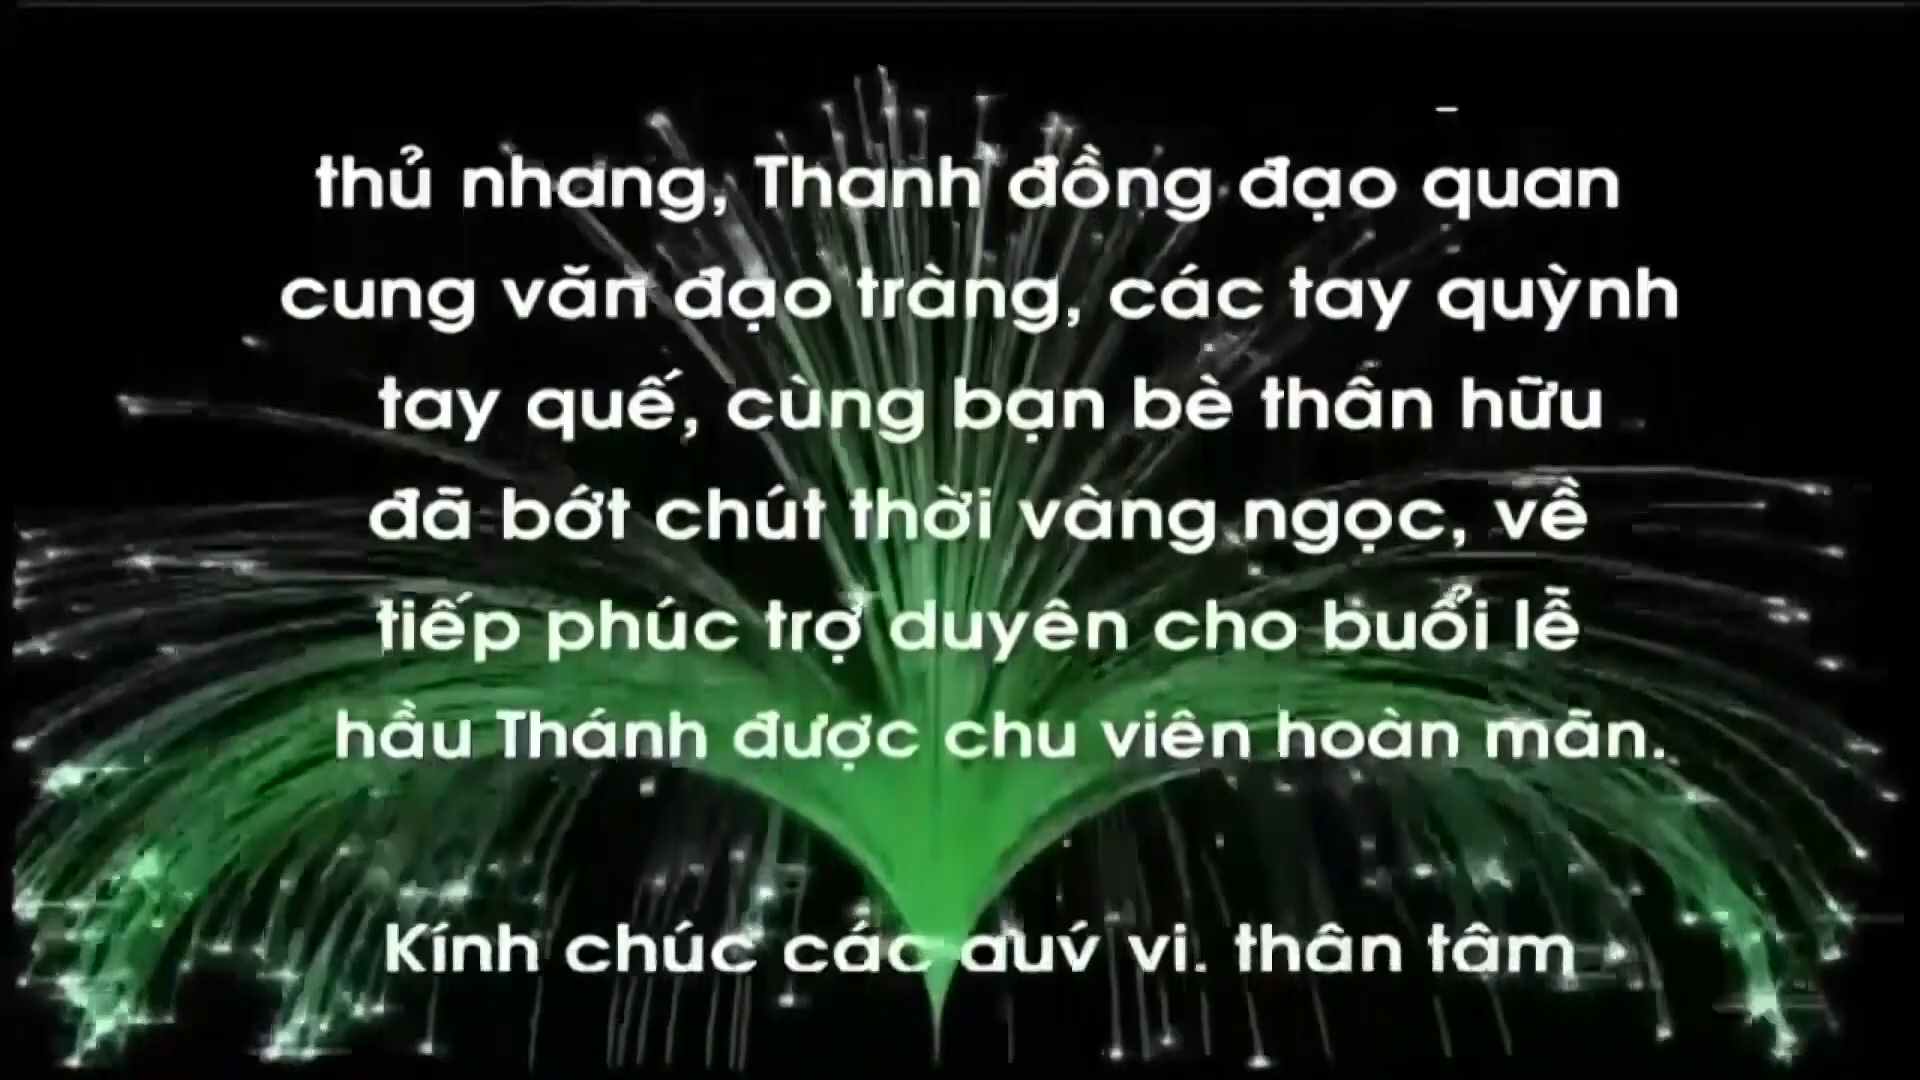 thủ nhang, Thanh đồng đạo quan
cung văn đạo tràng, các tay quỳnh
tay quế, cùng bạn bè thân hữu
đã bớt chút thời vàng ngọc, về
tiếp phúc trợ duyên cho buổi lễ
hầu Thánh được chu viên hoàn mãn.
Kính chúc các quý vị, thân tâm